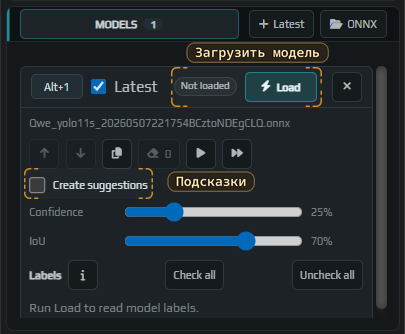 MODELS 1 + Latest ONNX
Загрузить модель
Alt+1 Latest Not loaded Load ×
Qwe_yolo11s_20260507221754BCztoNDEgCLQ.onnx
0
Create suggestions Подсказки
Confidence 25%
IoU 70%
Labels i Check all Uncheck all
Run Load to read model labels.